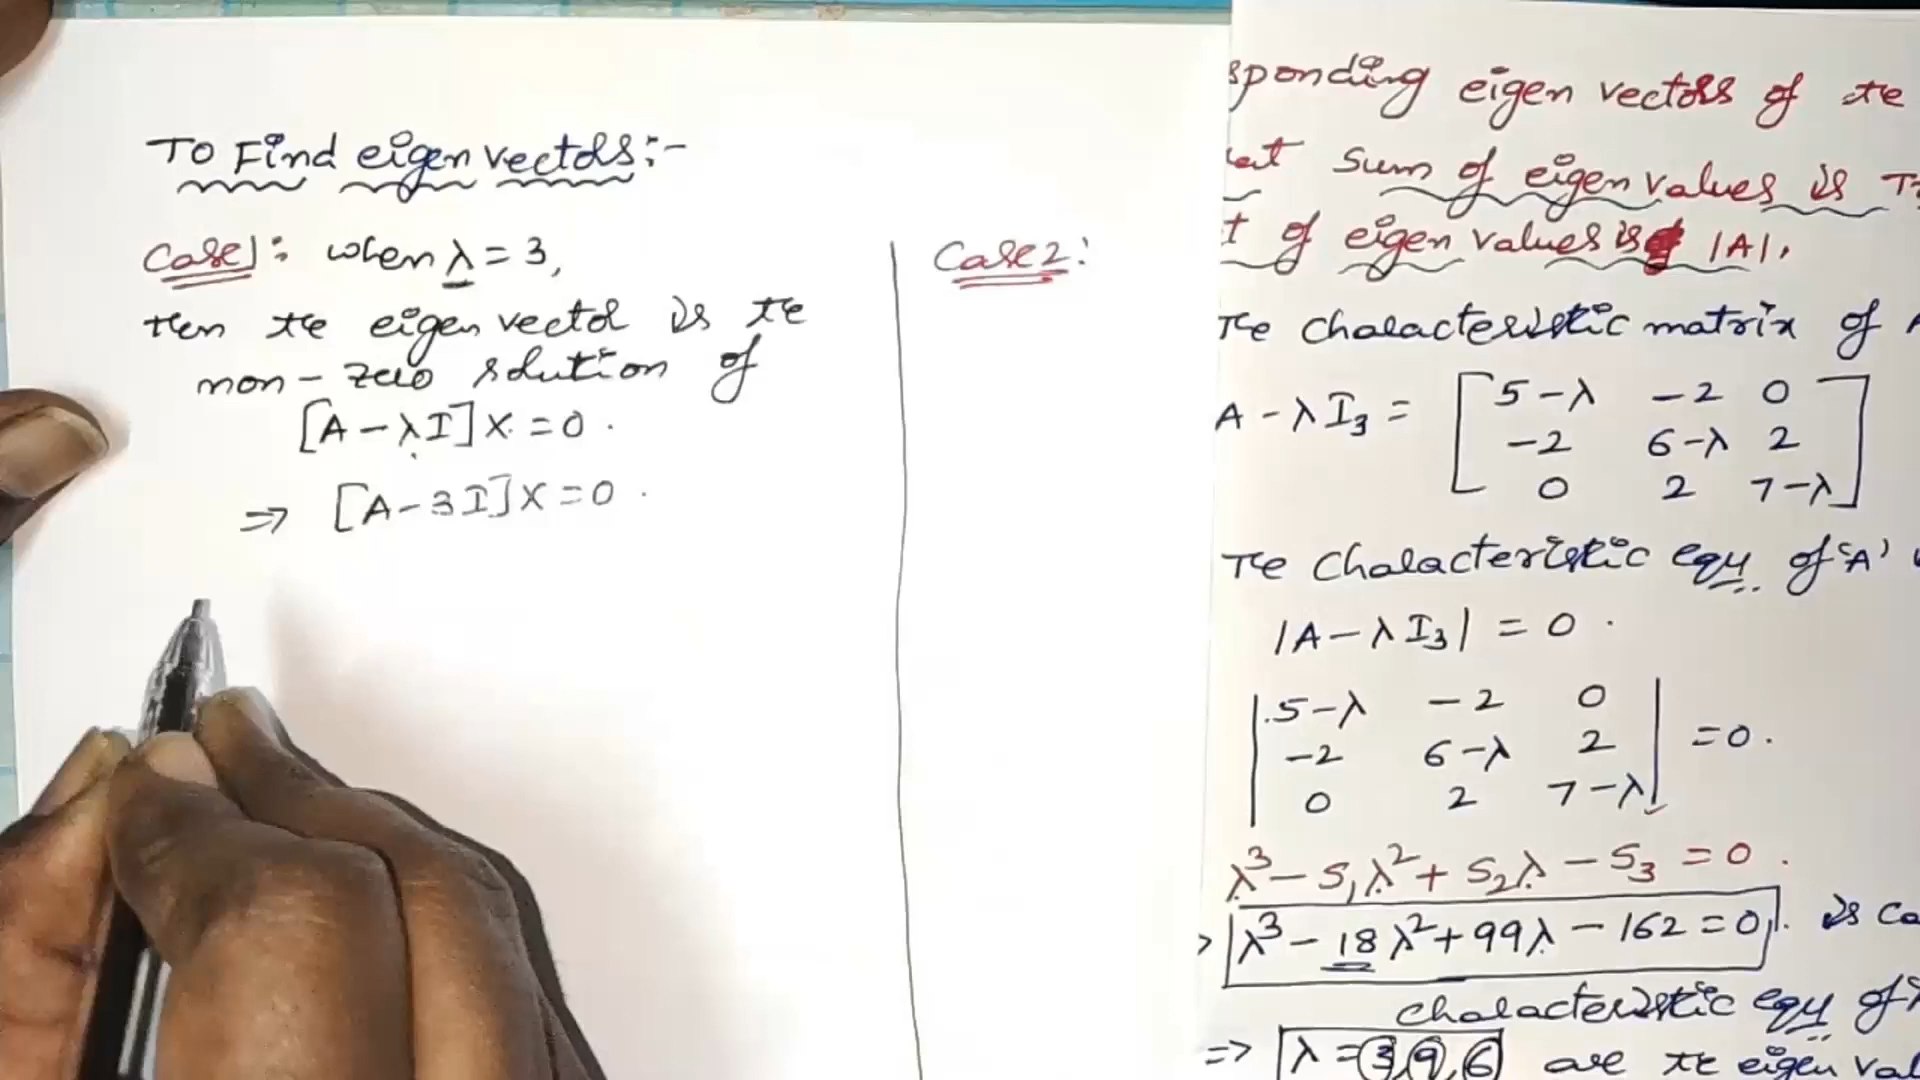 To Find eigen vectors:-
Case1: when λ = 3,
then the eigen vector is the
non-zero solution of
[A - λI]X = 0.
⇒ [A-3I]X = 0.
Case2:
sponding eigen vectors of the
Sum of eigen values is
of eigen values is |A|.
The characteristic matrix of
A - λI₃ = [5-λ -2 0
-2 6-λ 2
0 2 7-λ]
The characteristic equ of 'A'
|A-λI₃| = 0.
|5-λ -2 0
-2 6-λ 2 | = 0.
0 2 7-λ|
λ³ - S₁λ² + S₂λ - S₃ = 0.
λ³ - 18λ² + 99λ - 162 = 0. is
characteristic equ of
⇒ λ = 3, 9, 6 are the eigen